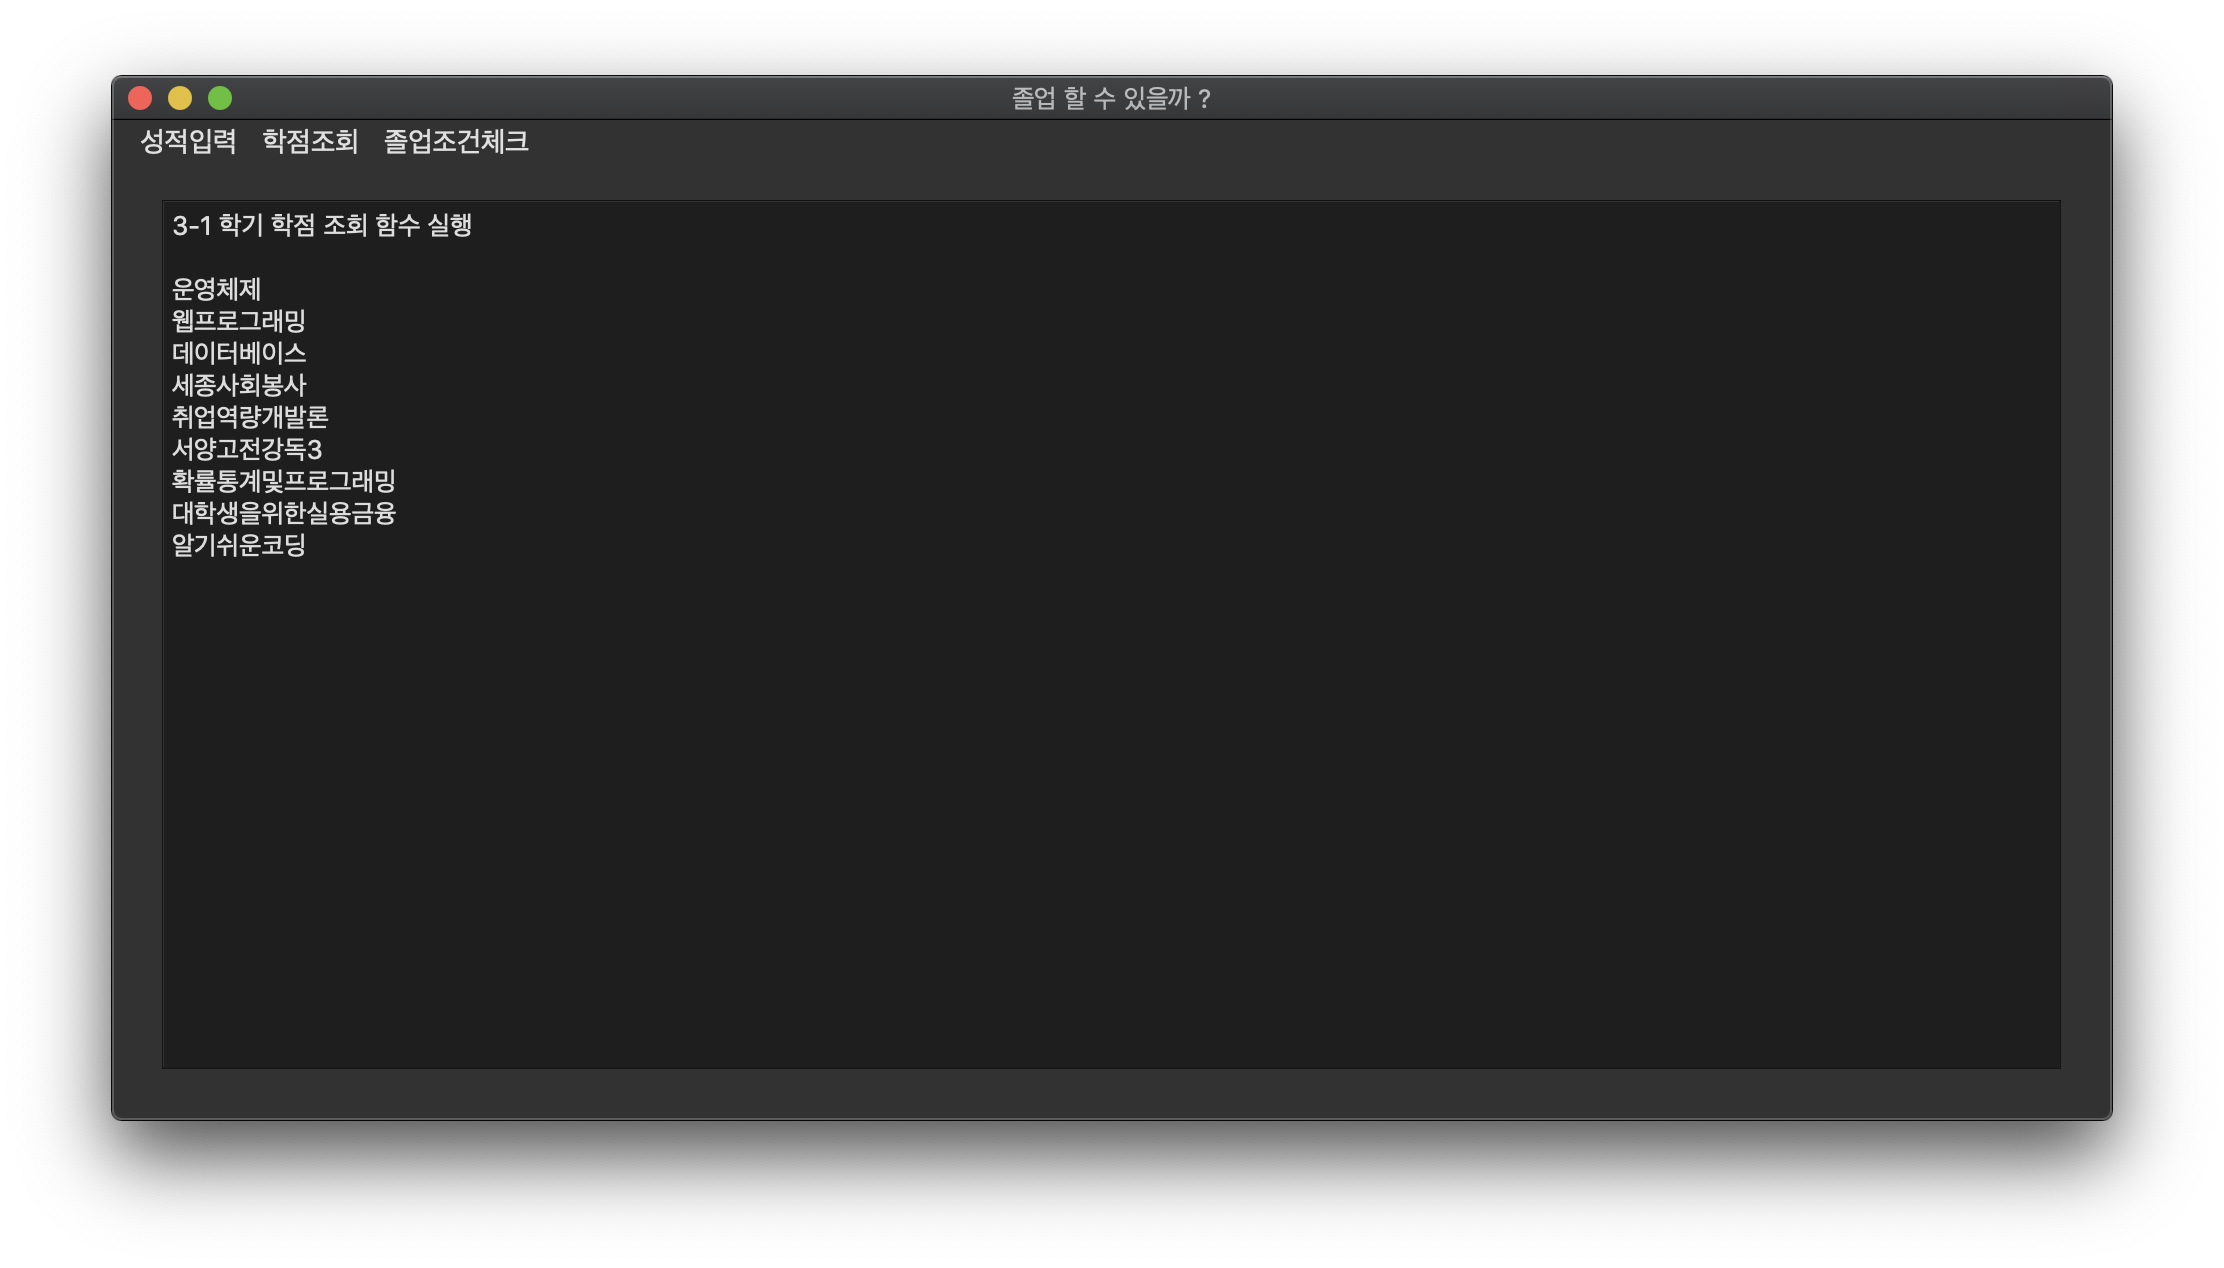 졸업 할 수 있을까 ?
성적입력 학점조회 졸업조건체크
3-1 학기 학점 조회 함수 실행
운영체제
웹프로그래밍
데이터베이스
세종사회봉사
취업역량개발론
서양고전강독3
확률통계및프로그래밍
대학생을위한실용금융
알기쉬운코딩